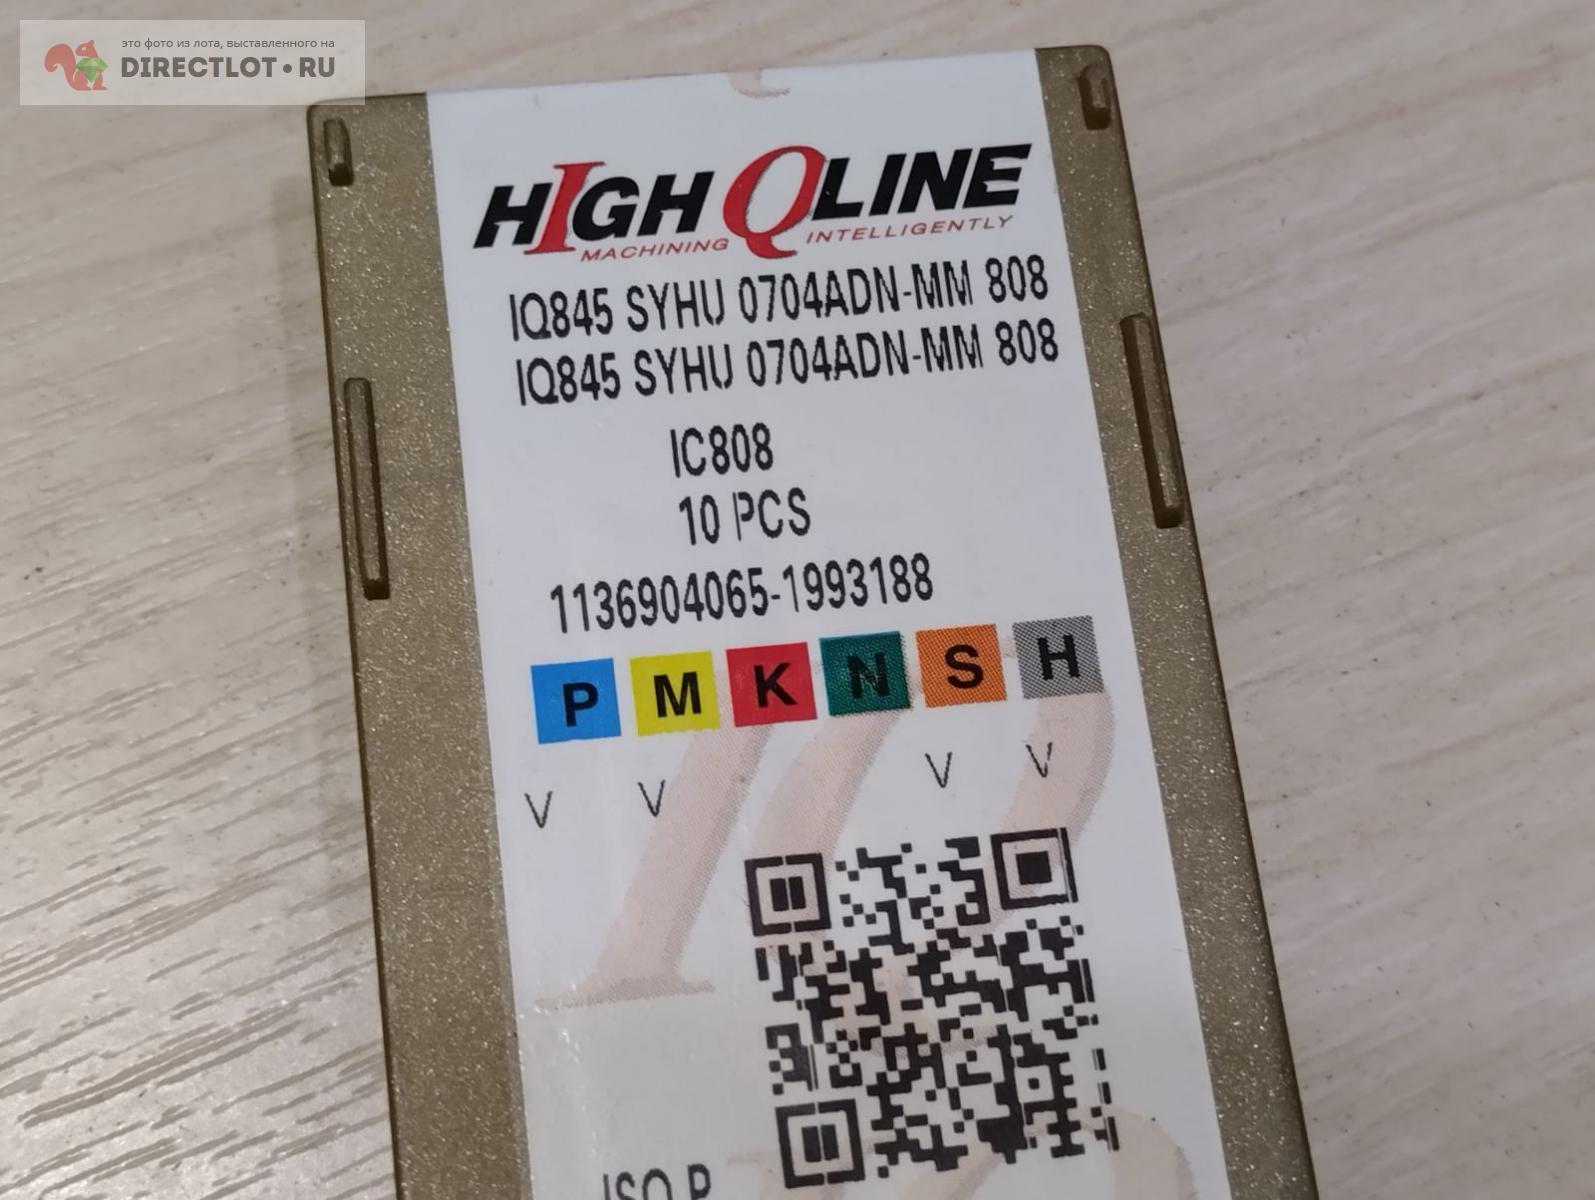 это фото из лота, выставленного на
DIRECTLOT•RU
HIGH QLINE
MACHINING INTELLIGENTLY
IQ845 SYHU 0704ADN-MM 808
IQ845 SYHU 0704ADN-MM 808
IC808
10 PCS
1136904065-1993188
P M K N S H
V V V V
ISO P